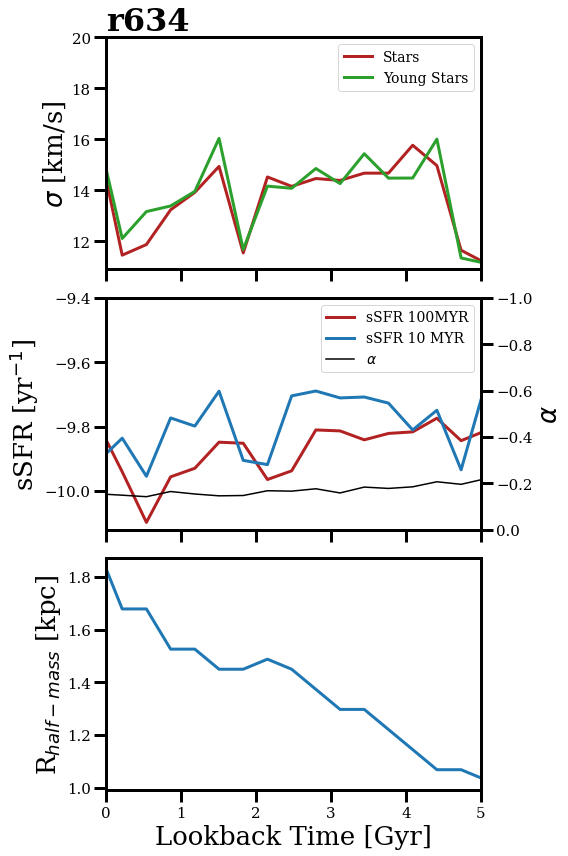 r634
20
18
16
14
12
σ [km/s]
Stars
Young Stars
−9.4
−9.6
−9.8
−10.0
sSFR [yr⁻¹]
sSFR 100MYR
sSFR 10 MYR
α
−1.0
−0.8
−0.6
−0.4
−0.2
0.0
α
1.8
1.6
1.4
1.2
1.0
R_half−mass [kpc]
0 1 2 3 4 5
Lookback Time [Gyr]